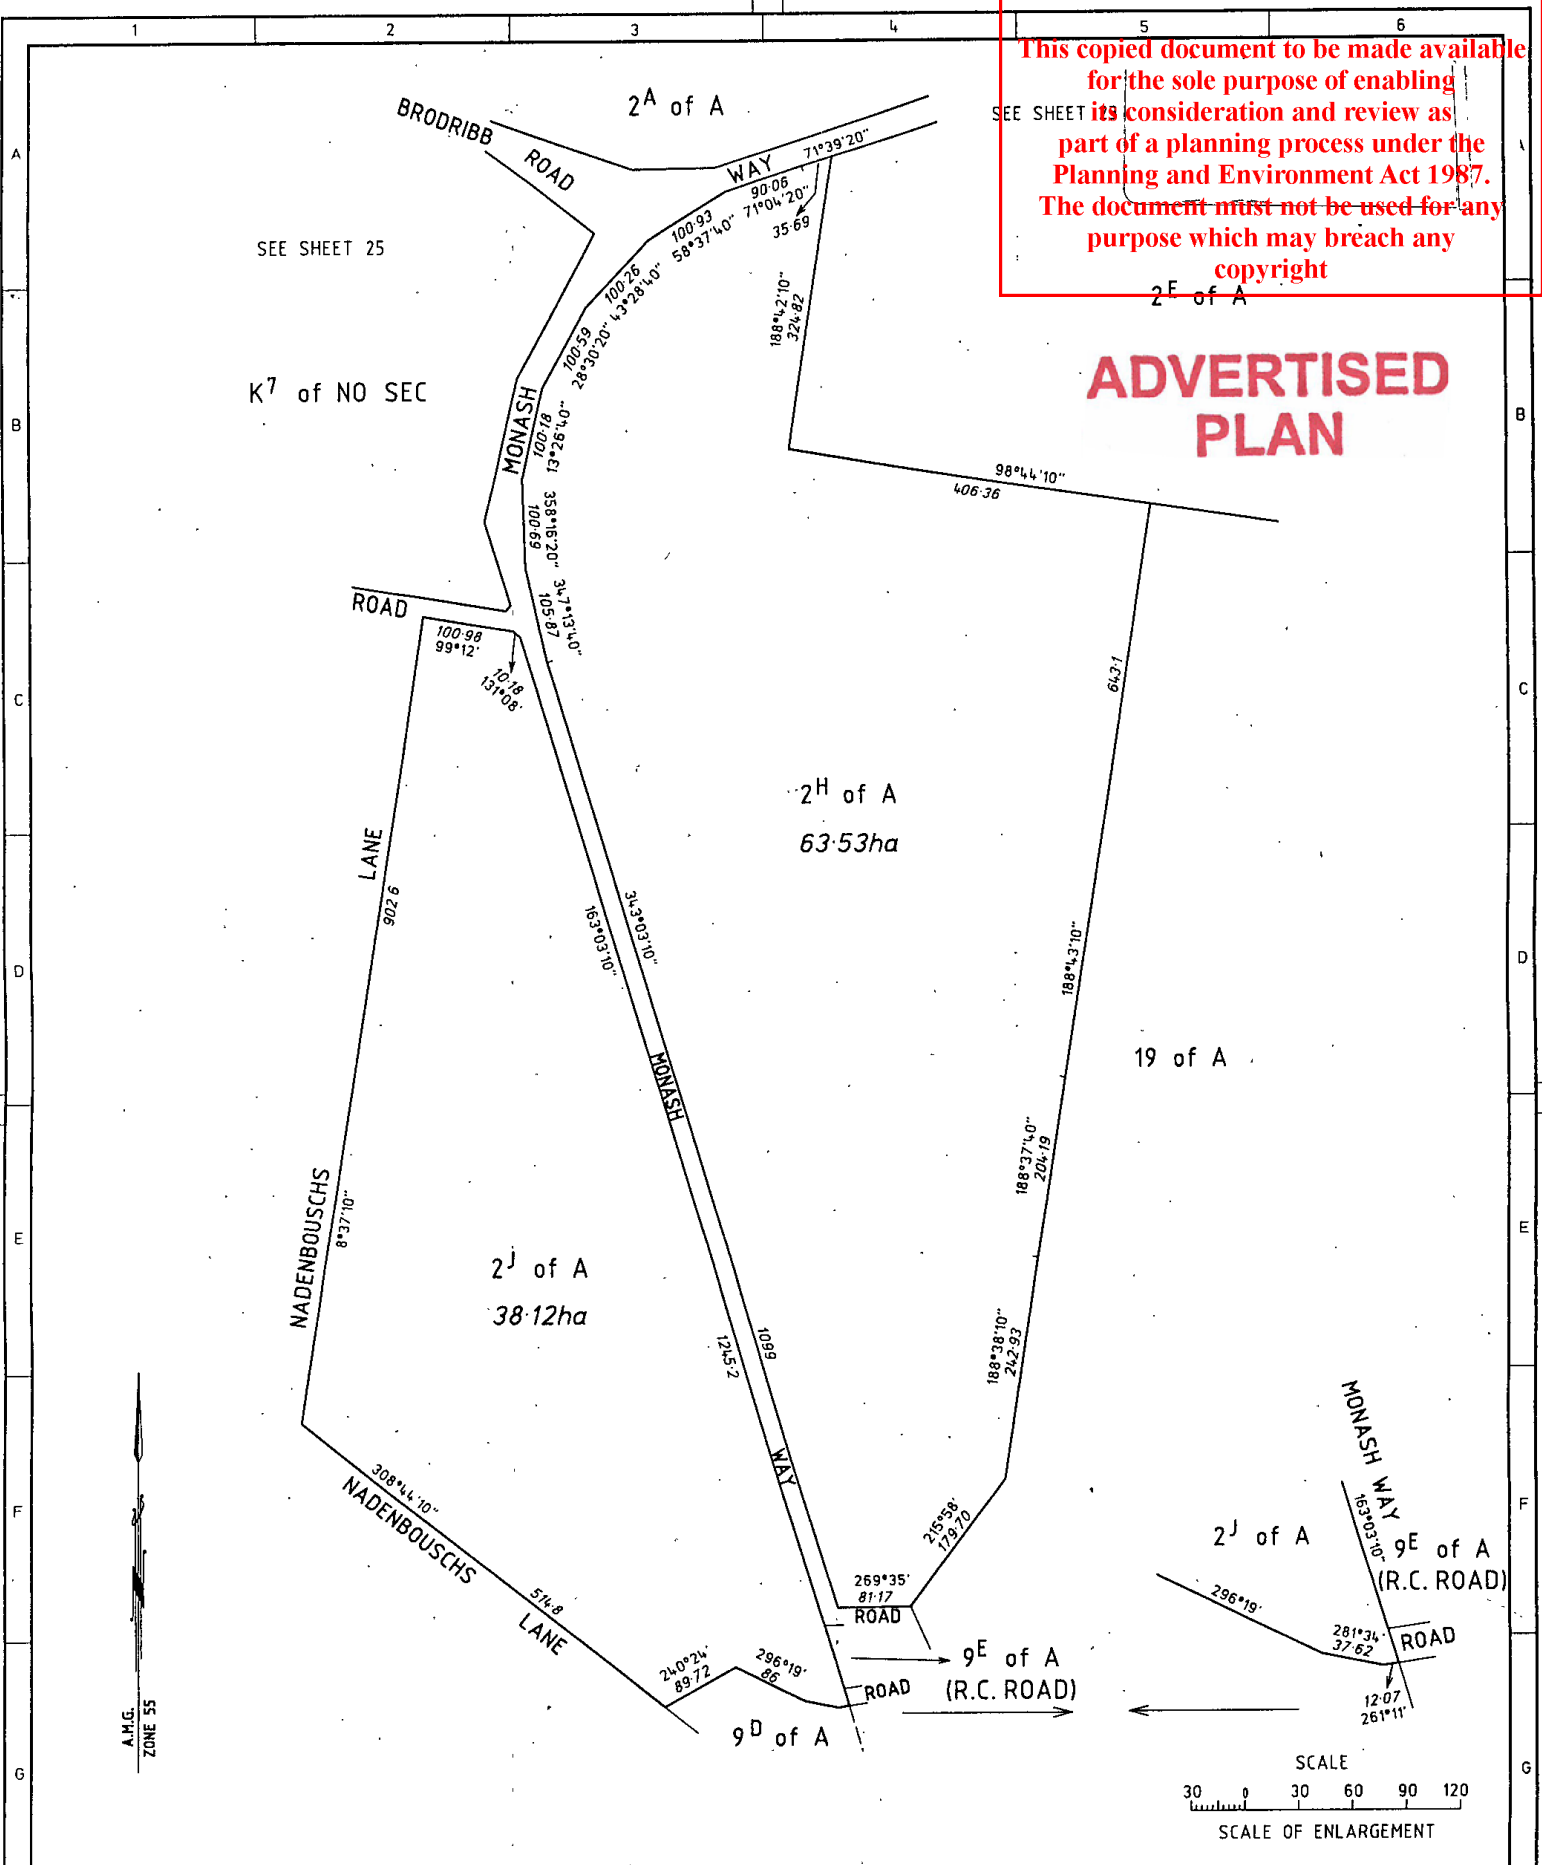 1 2 3 4 5 6
This copied document to be made available
for the sole purpose of enabling
its consideration and review as
part of a planning process under the
Planning and Environment Act 1987.
The document must not be used for any
purpose which may breach any
copyright
SEE SHEET
2A of A
BRODRIBB
ROAD
WAY
71°39'20"
90·06
71°04'20"
35·69
100·93
58°37'40"
SEE SHEET 25
100·26
43°28'40"
188°42'10"
324·82
2E of A
100·59
28°30'20"
ADVERTISED
PLAN
K7 of NO SEC
MONASH
100·18
13°26'40"
98°44'10"
406·36
358°16'20"
100·69
347°13'40"
105·87
ROAD
100·98
99°12'
10·18
131°08'
643·1
2H of A
63·53ha
LANE
902·6
163°03'10"
343°03'10"
188°43'10"
MONASH
19 of A
188°37'40"
204·19
NADENBOUSCHS
8°37'10"
2J of A
38·12ha
1245·2
1099
188°38'10"
242·93
MONASH WAY
163°03'10"
WAY
308°44'10"
NADENBOUSCHS
215°58'
179·70
2J of A
9E of A
(R.C. ROAD)
269°35'
81·17
ROAD
514·8
LANE
296°19'
281°34'
37·62
ROAD
240°24'
89·72
296°19'
86
9E of A
(R.C. ROAD)
ROAD
12·07
261°11'
9D of A
A.M.G.
ZONE 55
SCALE
30 0 30 60 90 120
SCALE OF ENLARGEMENT
A
B
C
D
E
F
G
A
B
C
D
E
F
G